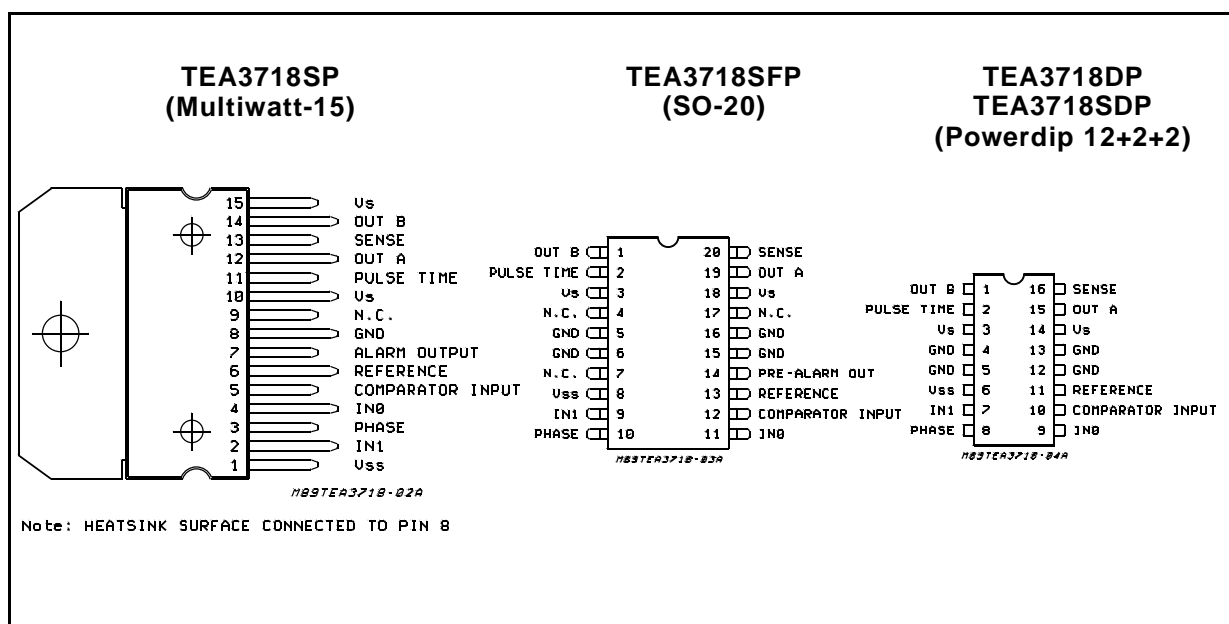 TEA3718SP
(Multiwatt-15)
15 Vs
14 OUT B
13 SENSE
12 OUT A
11 PULSE TIME
10 Vs
9 N.C.
8 GND
7 ALARM OUTPUT
6 REFERENCE
5 COMPARATOR INPUT
4 IN0
3 PHASE
2 IN1
1 Vss
M89TEA3718-02A
Note: HEATSINK SURFACE CONNECTED TO PIN 8
TEA3718SFP
(SO-20)
OUT B 1 20 SENSE
PULSE TIME 2 19 OUT A
Vs 3 18 Vs
N.C. 4 17 N.C.
GND 5 16 GND
GND 6 15 GND
N.C. 7 14 PRE-ALARM OUT
Vss 8 13 REFERENCE
IN1 9 12 COMPARATOR INPUT
PHASE 10 11 IN0
M89TEA3718-03A
TEA3718DP
TEA3718SDP
(Powerdip 12+2+2)
OUT B 1 16 SENSE
PULSE TIME 2 15 OUT A
Vs 3 14 Vs
GND 4 13 GND
GND 5 12 GND
Vss 6 11 REFERENCE
IN1 7 10 COMPARATOR INPUT
PHASE 8 9 IN0
M89TEA3718-04A